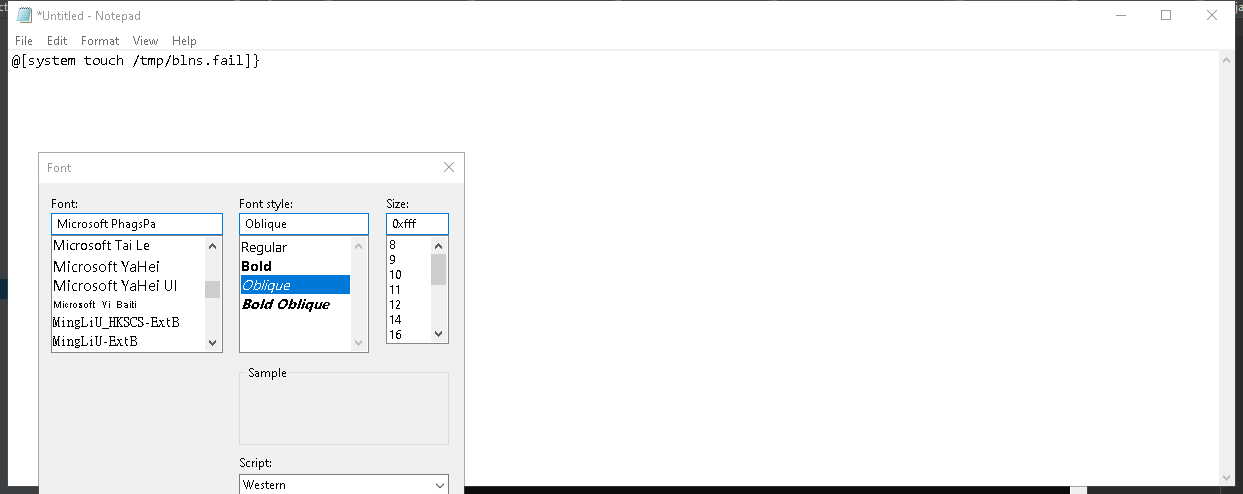 *Untitled - Notepad
File Edit Format View Help
@[system touch /tmp/blns.fail]}
Font
Font: Font style: Size:
Microsoft PhagsPa Oblique 0xfff
Microsoft Tai Le Regular 8
Microsoft YaHei Bold 9
Microsoft YaHei UI Oblique 10
Microsoft Yi Baiti Bold Oblique 11
MingLiU_HKSCS-ExtB 12
MingLiU-ExtB 14
16
Sample
Script:
Western